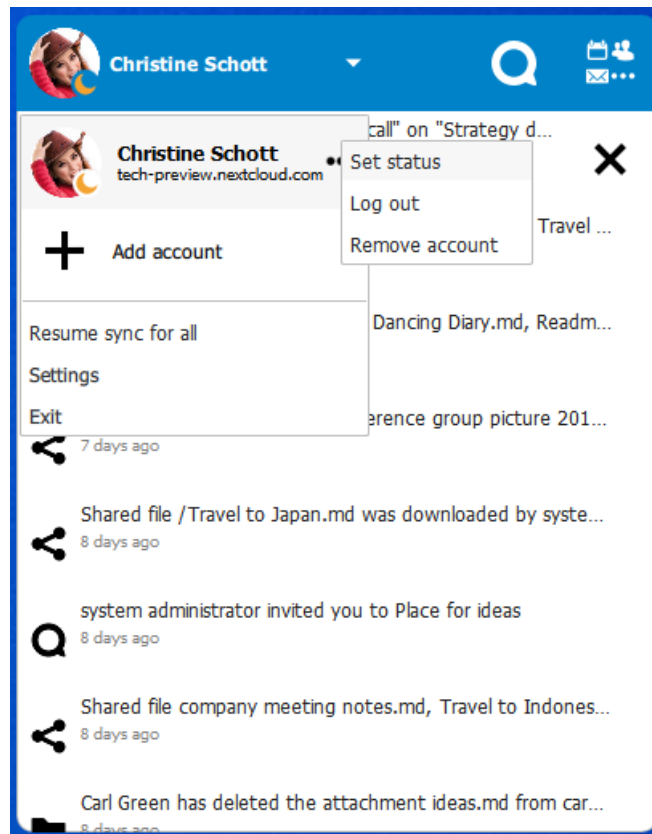 Christine Schott
call" on "Strategy d...
Christine Schott
tech-preview.nextcloud.com
Set status
Log out
Travel ...
Remove account
Add account
Dancing Diary.md, Readm...
Resume sync for all
Settings
Exit
erence group picture 201...
7 days ago
Shared file /Travel to Japan.md was downloaded by syste...
8 days ago
system administrator invited you to Place for ideas
8 days ago
Shared file company meeting notes.md, Travel to Indones...
8 days ago
Carl Green has deleted the attachment ideas.md from car...
8 days ago